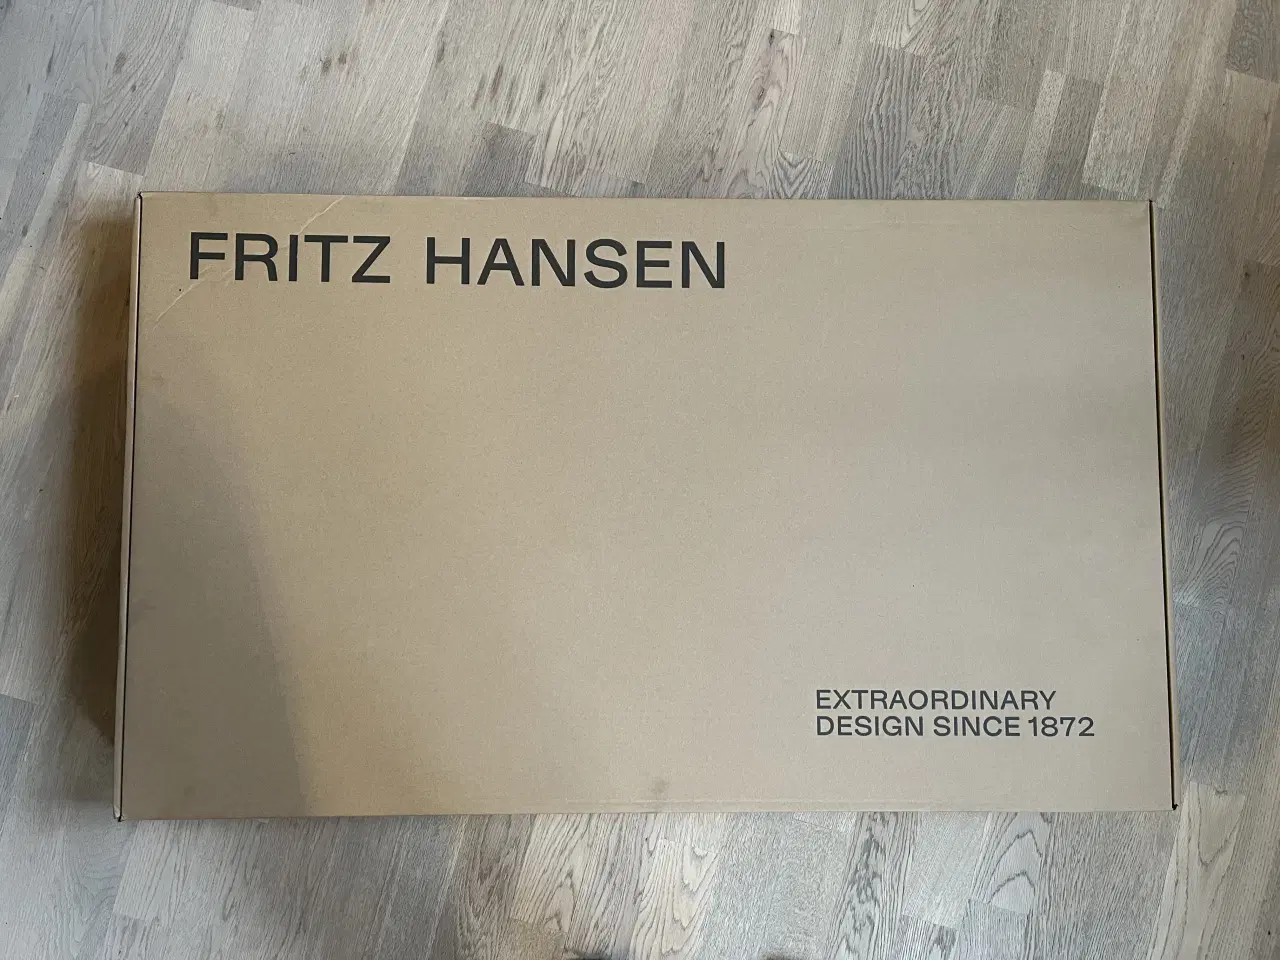 FRITZ HANSEN
EXTRAORDINARY
DESIGN SINCE 1872